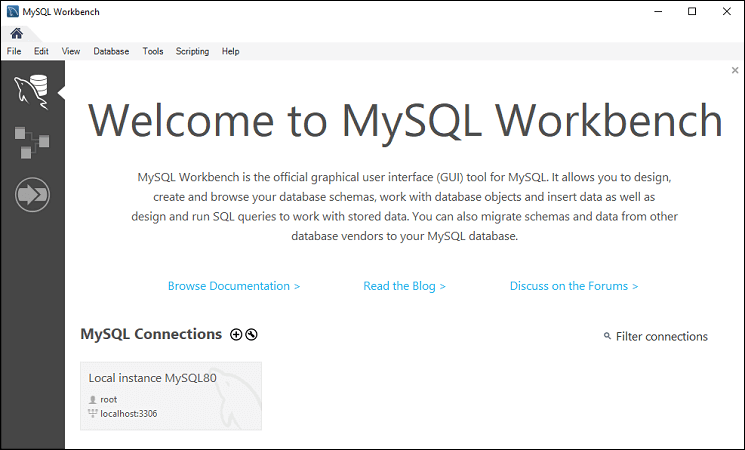 MySQL Workbench
File Edit View Database Tools Scripting Help
Welcome to MySQL Workbench
MySQL Workbench is the official graphical user interface (GUI) tool for MySQL. It allows you to design,
create and browse your database schemas, work with database objects and insert data as well as
design and run SQL queries to work with stored data. You can also migrate schemas and data from other
database vendors to your MySQL database.
Browse Documentation > Read the Blog > Discuss on the Forums >
MySQL Connections Filter connections
Local instance MySQL80
root
localhost:3306